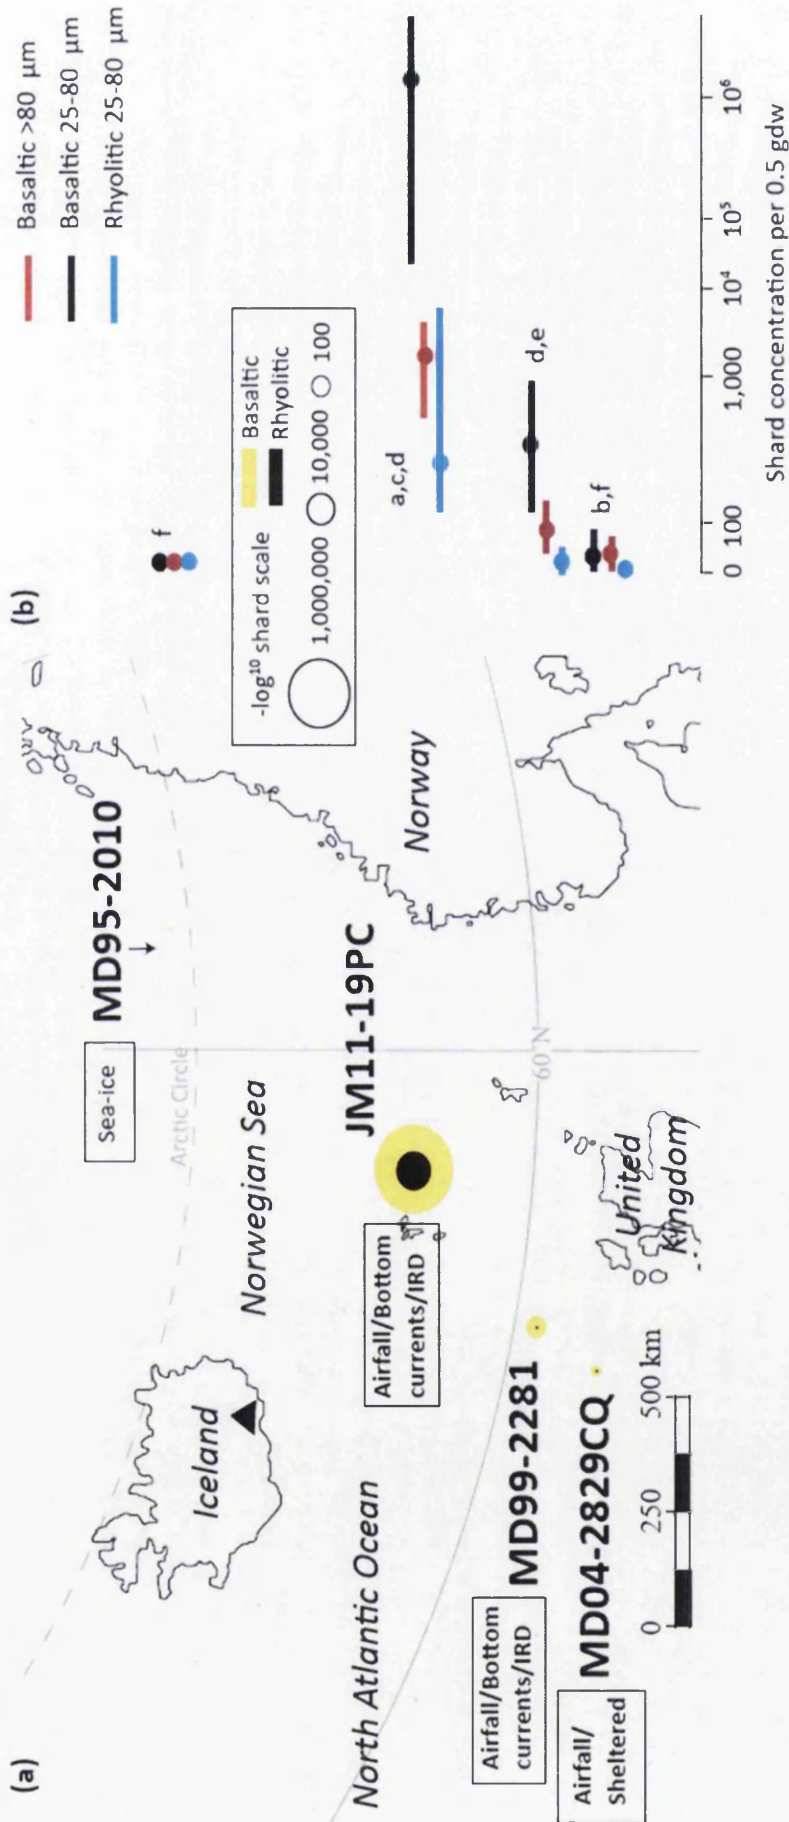 (a)
Sea-ice
MD95-2010
Arctic Circle
Iceland
Norwegian Sea
North Atlantic Ocean
JM11-19PC
Norway
Airfall/Bottom
currents/IRD
60°N
Airfall/Bottom
currents/IRD
MD99-2281
Airfall/
Sheltered
MD04-2829CQ
United
Kingdom
0 250 500 km
(b)
Basaltic >80 μm
Basaltic 25-80 μm
Rhyolitic 25-80 μm
f
-log¹⁰ shard scale
Basaltic
Rhyolitic
1,000,000 10,000 100
a,c,d
d,e
b,f
0 100 1,000 10⁴ 10⁵ 10⁶
Shard concentration per 0.5 gdw